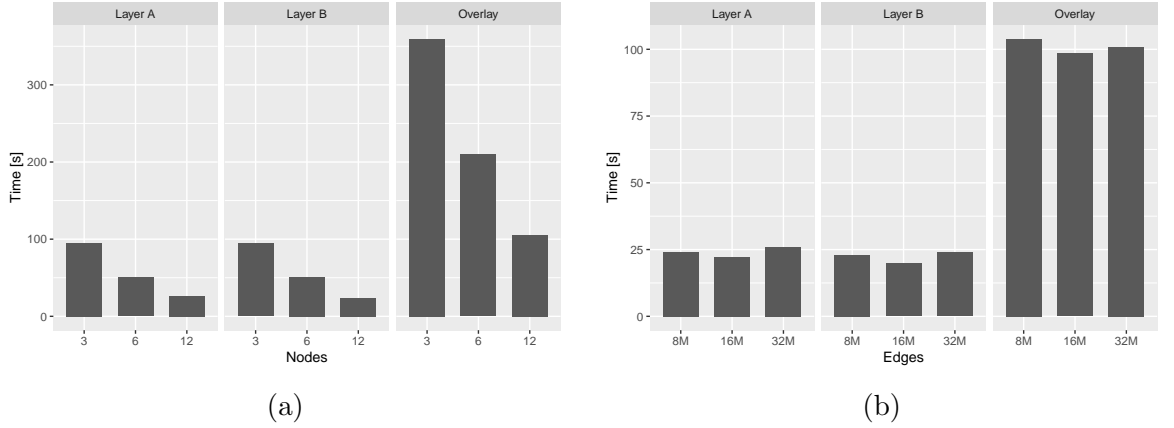 Layer A Layer B Overlay
Time [s]
300
200
100
0
3 6 12 3 6 12 3 6 12
Nodes
(a)
Layer A Layer B Overlay
Time [s]
100
75
50
25
0
8M 16M 32M 8M 16M 32M 8M 16M 32M
Edges
(b)